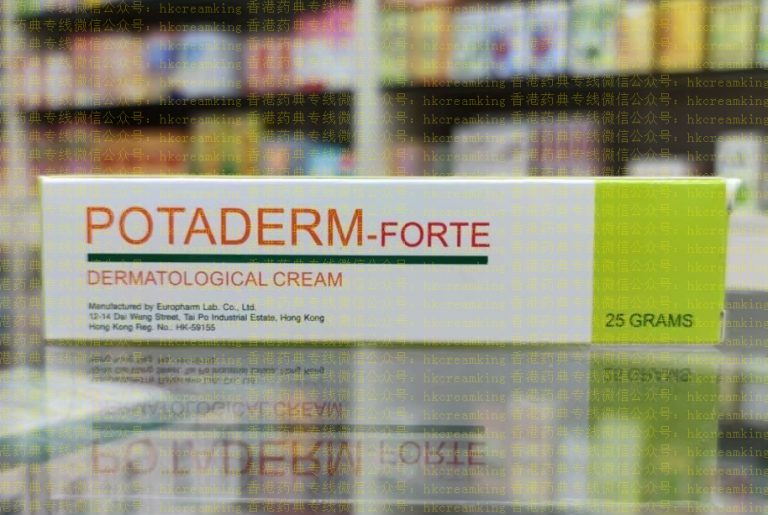 POTADERM-FORTE
DERMATOLOGICAL CREAM
Manufactured by Europharm Lab. Co., Ltd.
12-14 Dai Wang Street, Tai Po Industrial Estate, Hong Kong
Hong Kong Reg. No., HK-59155
25 GRAMS
香港药典专线微信公众号：hkcreamking